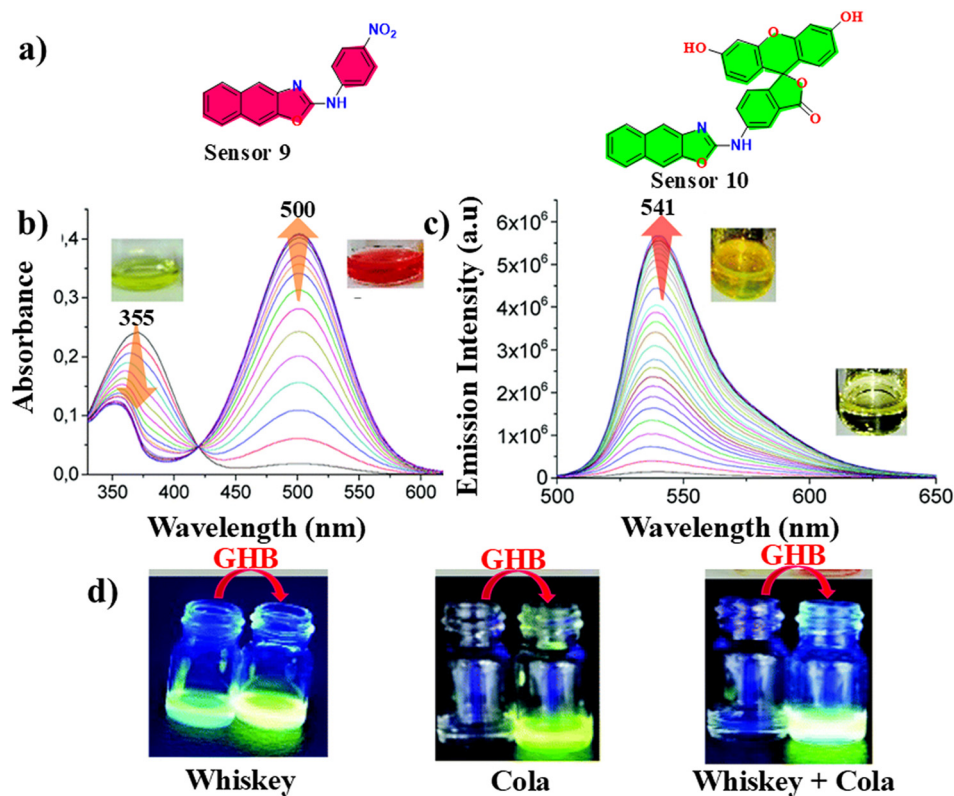 a)
NO2
N
NH
O
Sensor 9
OH
HO
O
O
O
N
NH
O
Sensor 10
b)
0,4
0,3
0,2
0,1
0,0
Absorbance
355
500
350 400 450 500 550 600
Wavelength (nm)
c)
6x10^6
5x10^6
4x10^6
3x10^6
2x10^6
1x10^6
0
Emission Intensity (a.u)
541
500 550 600 650
Wavelength (nm)
d)
GHB
GHB
GHB
Whiskey
Cola
Whiskey + Cola